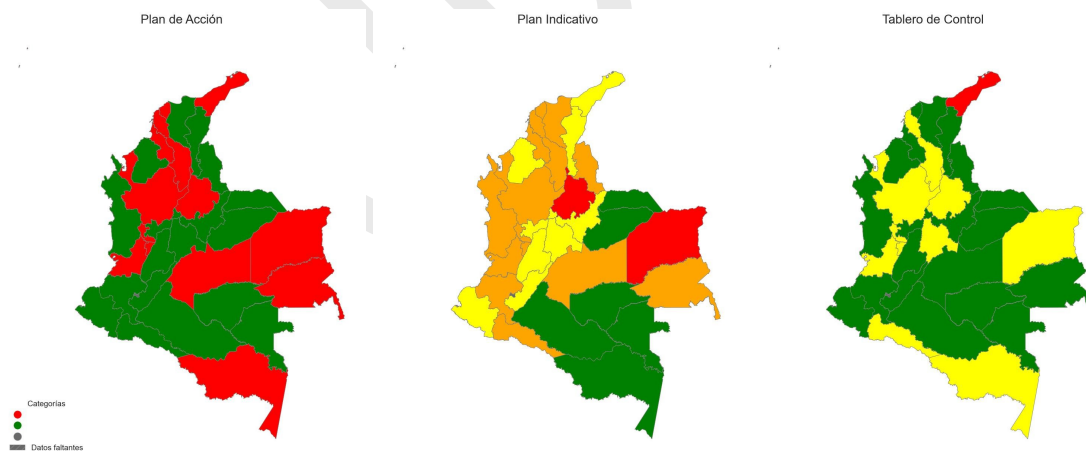 Plan de Acción
Plan Indicativo
Tablero de Control
Categorías
Datos faltantes